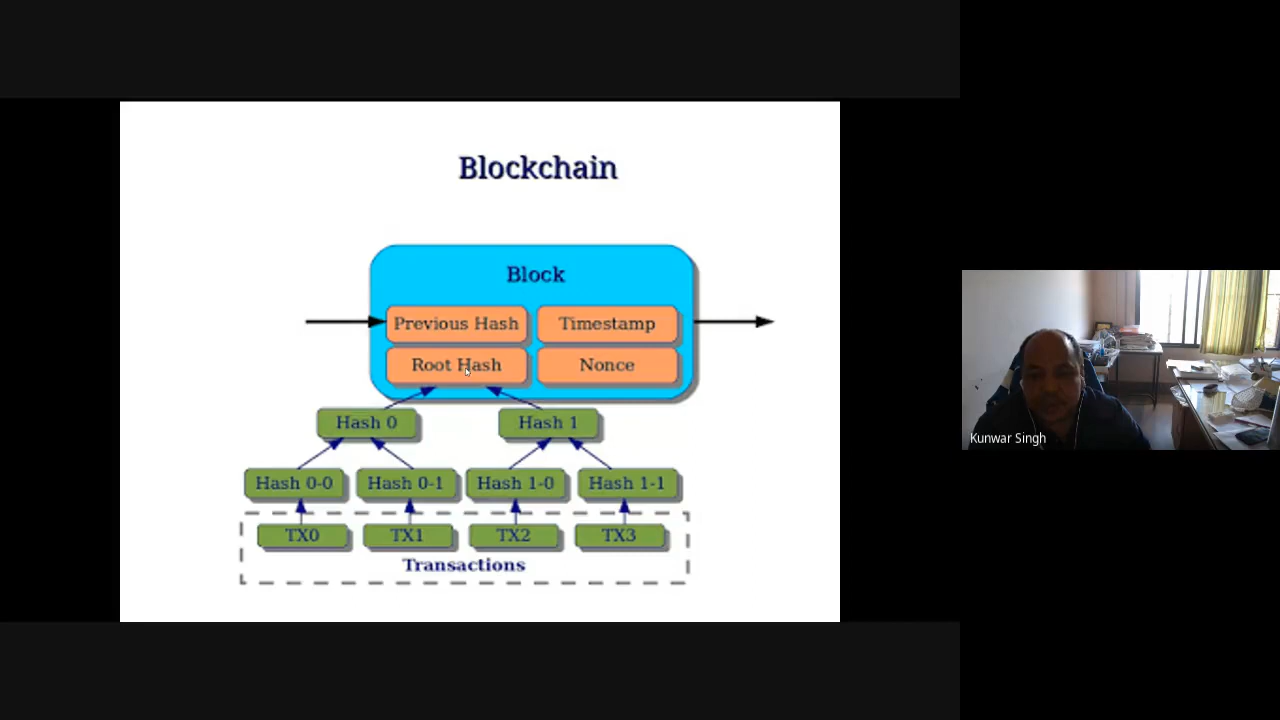 Blockchain
Block
Previous Hash Timestamp
Root Hash Nonce
Hash 0 Hash 1
Hash 0-0 Hash 0-1 Hash 1-0 Hash 1-1
TX0 TX1 TX2 TX3
Transactions
Kunwar Singh